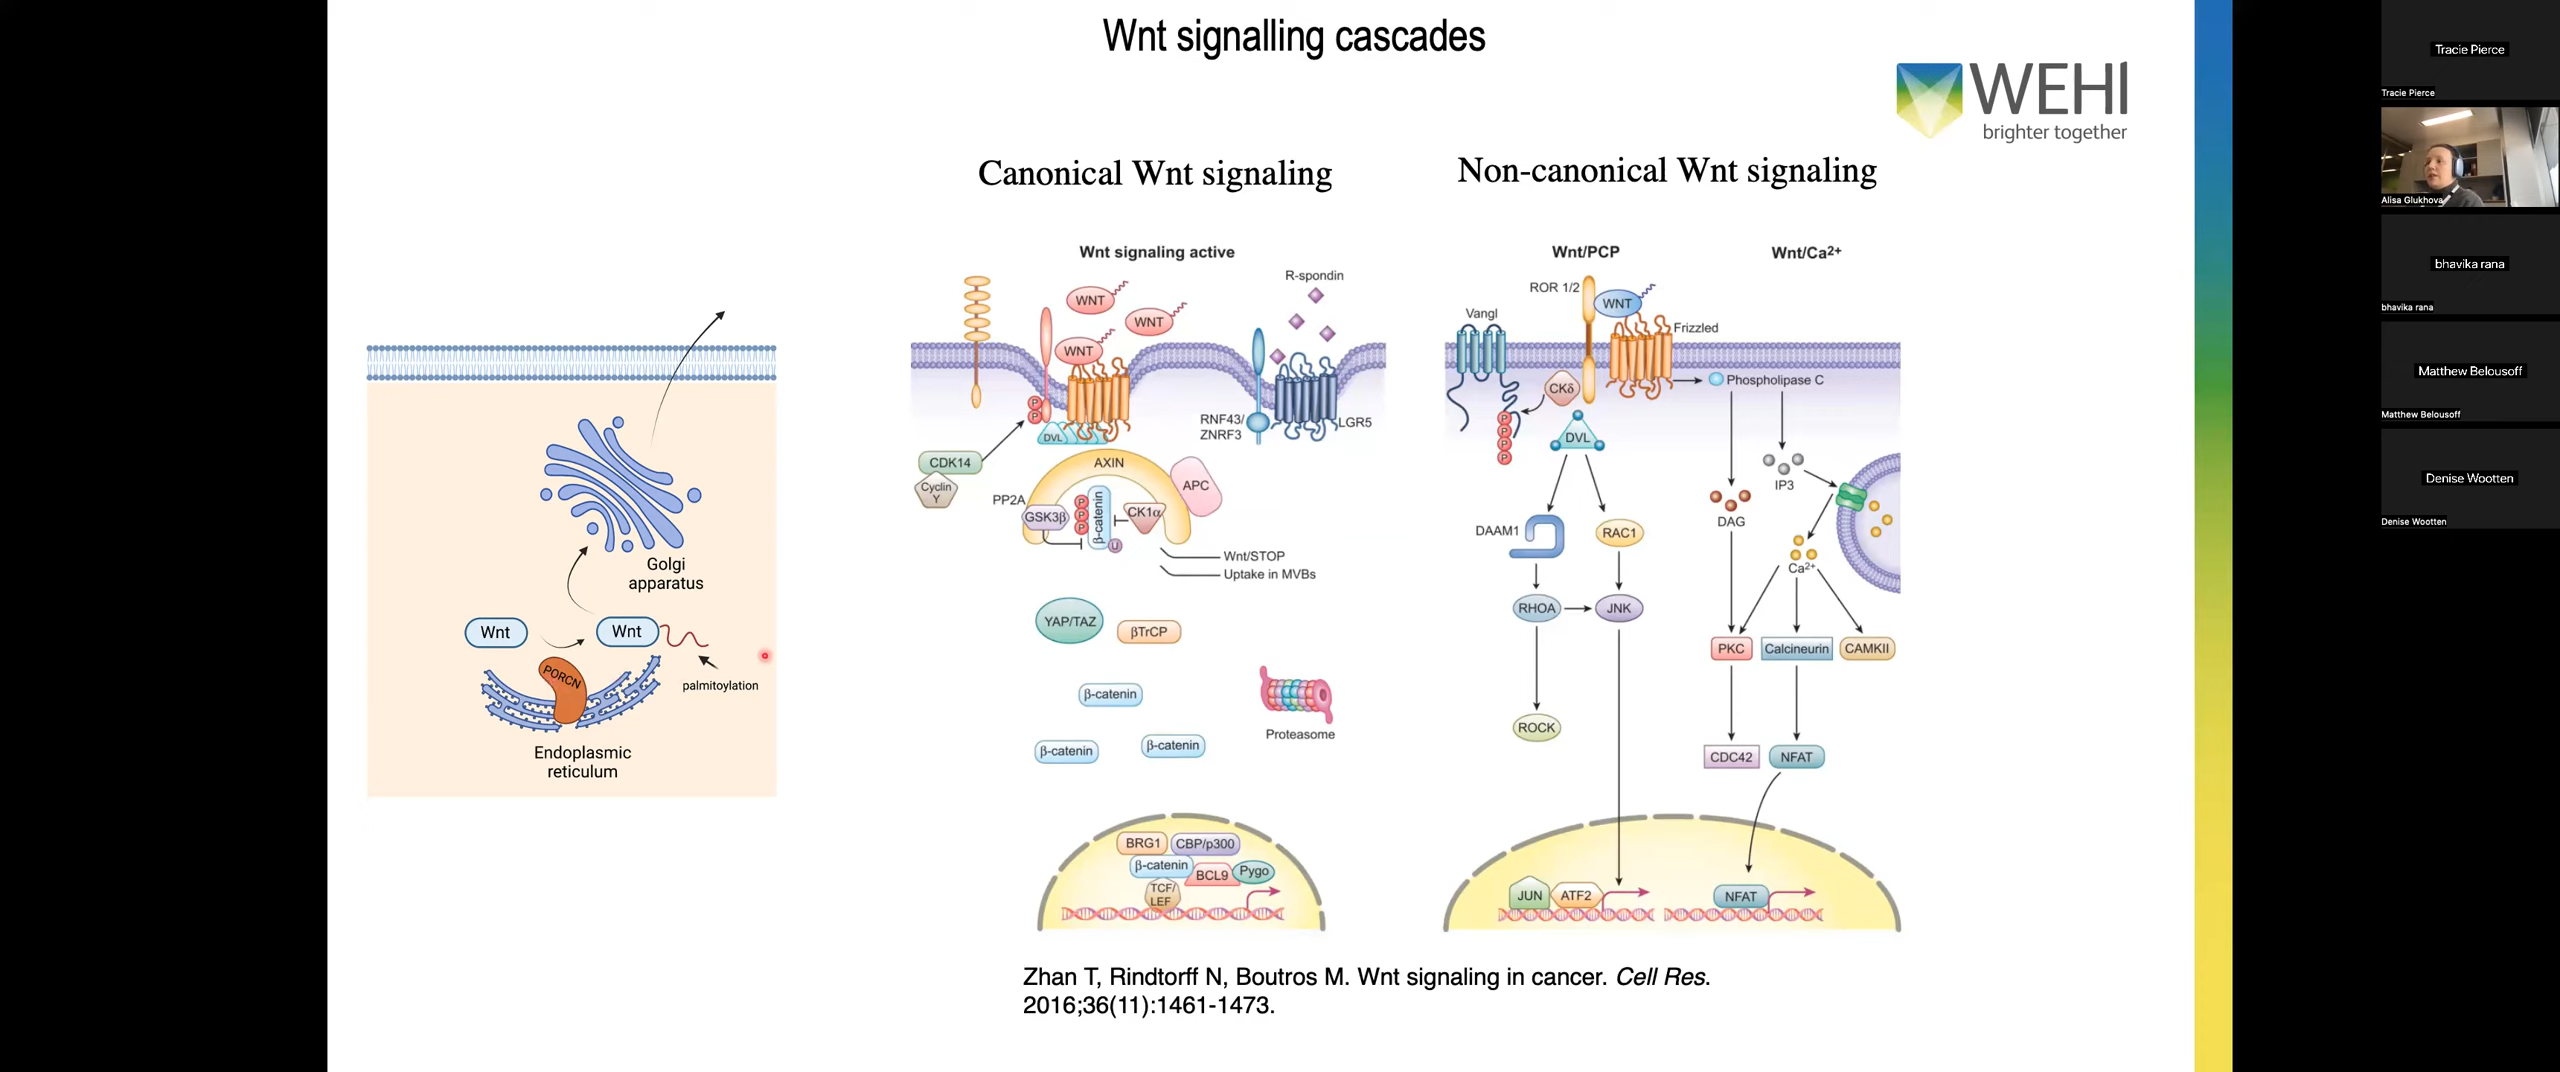 Wnt signalling cascades
WEHI
brighter together
Canonical Wnt signaling
Non-canonical Wnt signaling
Golgi
apparatus
Wnt
Wnt
PORCN
palmitoylation
Endoplasmic
reticulum
Wnt signaling active
R-spondin
WNT
WNT
WNT
P
P
DVL
RNF43/
ZNRF3
LGR5
CDK14
Cyclin
Y
AXIN
APC
PP2A
GSK3β
P
P
P
β-catenin
U
CK1α
Wnt/STOP
Uptake in MVBs
YAP/TAZ
βTrCP
β-catenin
β-catenin
β-catenin
Proteasome
BRG1
CBP/p300
β-catenin
BCL9
Pygo
TCF/
LEF
Wnt/PCP
Wnt/Ca2+
ROR 1/2
WNT
Vangl
Frizzled
CKδ
Phospholipase C
P
P
P
P
DVL
IP3
DAG
DAAM1
RAC1
Ca2+
RHOA
JNK
PKC
Calcineurin
CAMKII
ROCK
CDC42
NFAT
JUN
ATF2
NFAT
Zhan T, Rindtorff N, Boutros M. Wnt signaling in cancer. Cell Res.
2016;36(11):1461-1473.
Tracie Pierce
Tracie Pierce
Alisa Glukhova
bhavika rana
bhavika rana
Matthew Belousoff
Matthew Belousoff
Denise Wootten
Denise Wootten